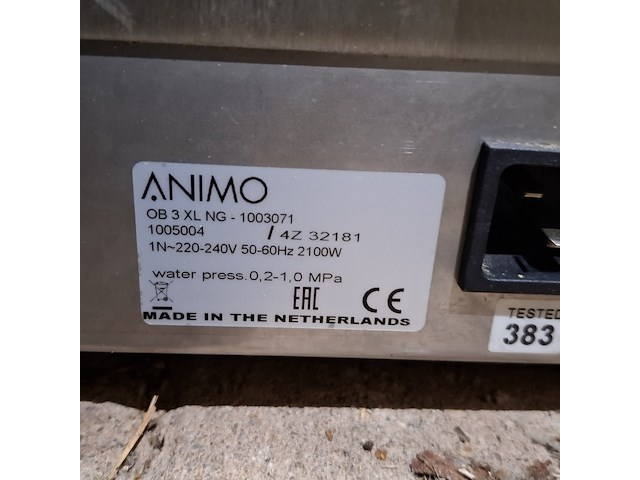 ANIMO
OB 3 XL NG - 1003071
1005004 / 4Z 32181
1N~220-240V 50-60Hz 2100W
water press.0,2-1,0 MPa
EAC CE
MADE IN THE NETHERLANDS
TESTED
383